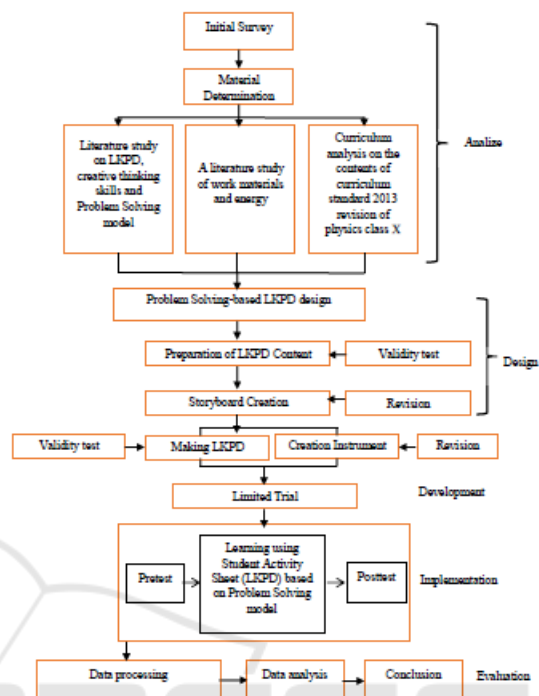 Initial Survey
Material
Determination
Literature study
on LKPD,
creative thinking
skills and
Problem Solving
model
A literature study
of work materials
and energy
Curriculum
analysis on the
contents of
curriculum
standard 2013
revision of
physics class X
Analize
Problem Solving-based LKPD design
Preparation of LKPD Content
Validity test
Storyboard Creation
Revision
Design
Validity test
Making LKPD
Creation Instrument
Revision
Limited Trial
Development
Pretest
Learning using
Student Activity
Sheet (LKPD) based
on Problem Solving
model
Posttest
Implementation
Data processing
Data analysis
Conclusion
Evaluation